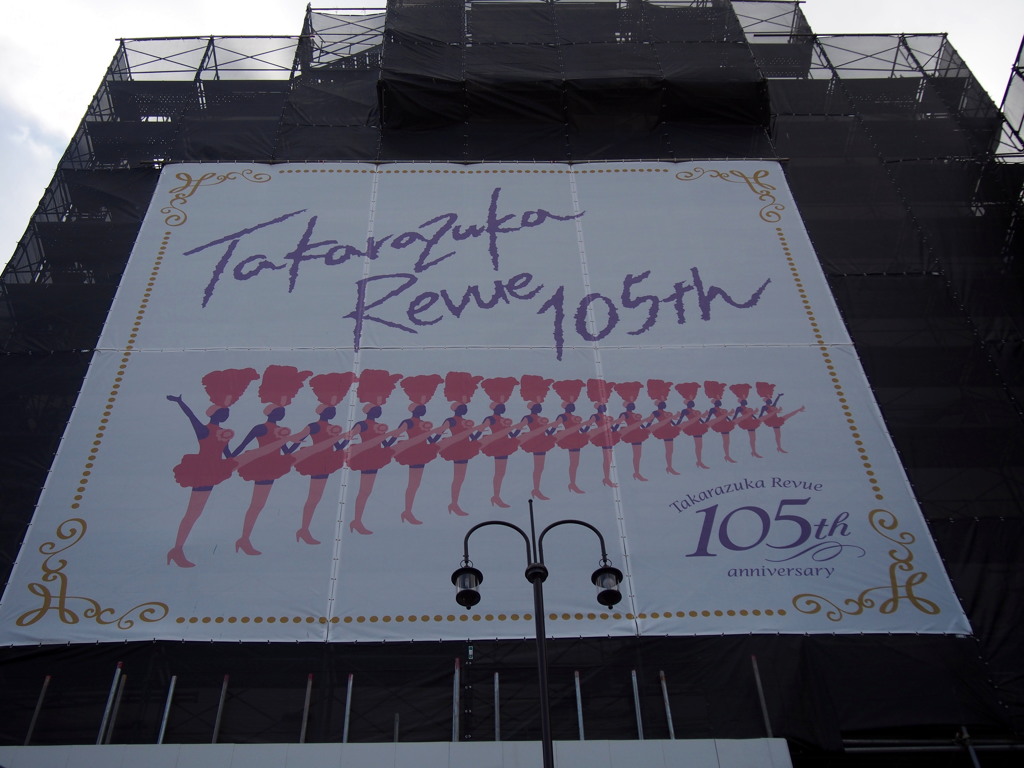 Takarazuka
Revue 105th
Takarazuka Revue
105th
anniversary